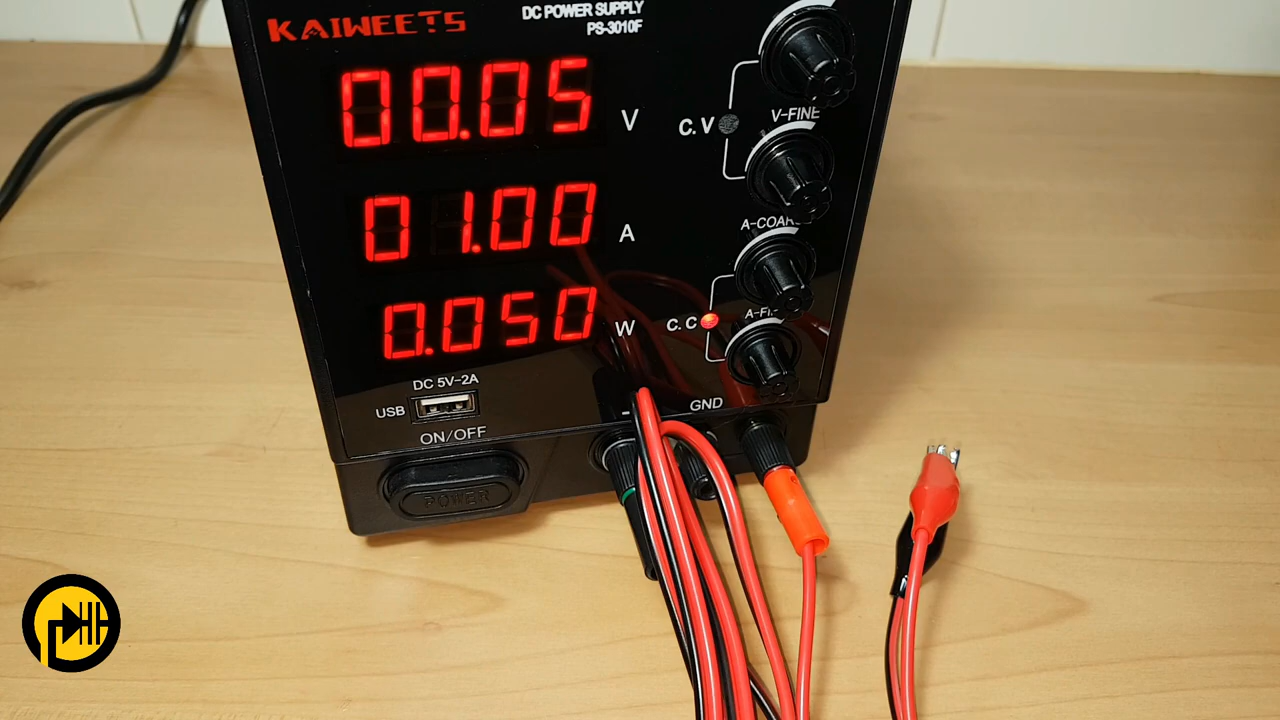 KAIWEETS
DC POWER SUPPLY
PS-3010F
00.05 V
C.V
V-FINE
01.00 A
0.050 W
C.C
DC 5V-2A
USB
GND
ON/OFF
POWER